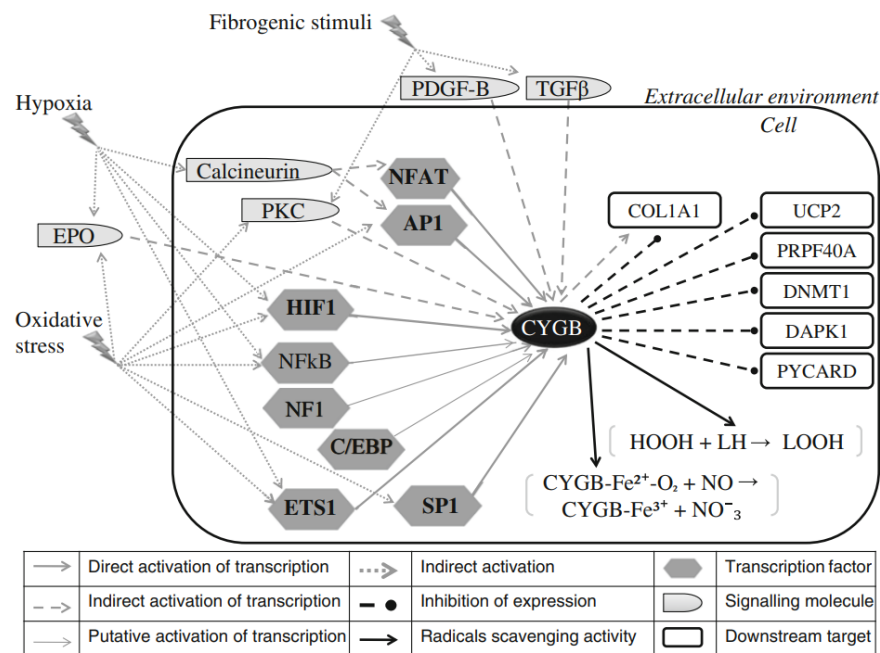 Fibrogenic stimuli
PDGF-B
TGFβ
Extracellular environment
Hypoxia
Cell
Calcineurin
NFAT
COL1A1
UCP2
PKC
AP1
EPO
PRPF40A
DNMT1
HIF1
Oxidative
stress
CYGB
DAPK1
NFkB
PYCARD
NF1
C/EBP
HOOH + LH → LOOH
CYGB-Fe²⁺-O₂ + NO →
CYGB-Fe³⁺ + NO⁻₃
ETS1
SP1
Direct activation of transcription
Indirect activation
Transcription factor
Indirect activation of transcription
Inhibition of expression
Signalling molecule
Putative activation of transcription
Radicals scavenging activity
Downstream target